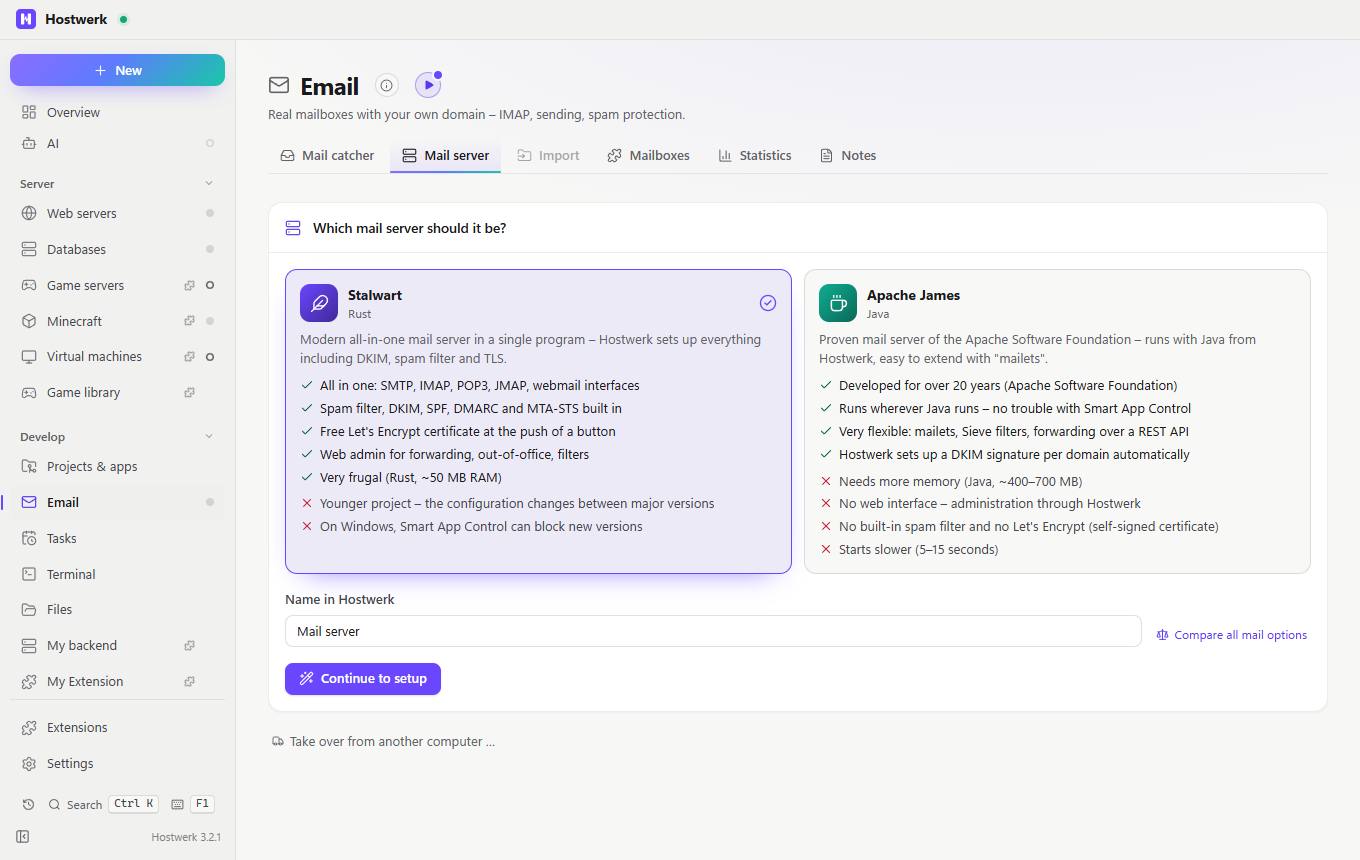 Hostwerk
New
Overview
AI
Server
Web servers
Databases
Game servers
Minecraft
Virtual machines
Game library
Develop
Projects & apps
Email
Tasks
Terminal
Files
My backend
My Extension
Extensions
Settings
Search Ctrl K F1
Hostwerk 3.2.1
Email
Real mailboxes with your own domain – IMAP, sending, spam protection.
Mail catcher Mail server Import Mailboxes Statistics Notes
Which mail server should it be?
Stalwart
Rust
Modern all-in-one mail server in a single program – Hostwerk sets up everything
including DKIM, spam filter and TLS.
All in one: SMTP, IMAP, POP3, JMAP, webmail interfaces
Spam filter, DKIM, SPF, DMARC and MTA-STS built in
Free Let's Encrypt certificate at the push of a button
Web admin for forwarding, out-of-office, filters
Very frugal (Rust, ~50 MB RAM)
Younger project – the configuration changes between major versions
On Windows, Smart App Control can block new versions
Apache James
Java
Proven mail server of the Apache Software Foundation – runs with Java from
Hostwerk, easy to extend with "mailets".
Developed for over 20 years (Apache Software Foundation)
Runs wherever Java runs – no trouble with Smart App Control
Very flexible: mailets, Sieve filters, forwarding over a REST API
Hostwerk sets up a DKIM signature per domain automatically
Needs more memory (Java, ~400–700 MB)
No web interface – administration through Hostwerk
No built-in spam filter and no Let's Encrypt (self-signed certificate)
Starts slower (5–15 seconds)
Name in Hostwerk
Mail server
Compare all mail options
Continue to setup
Take over from another computer ...